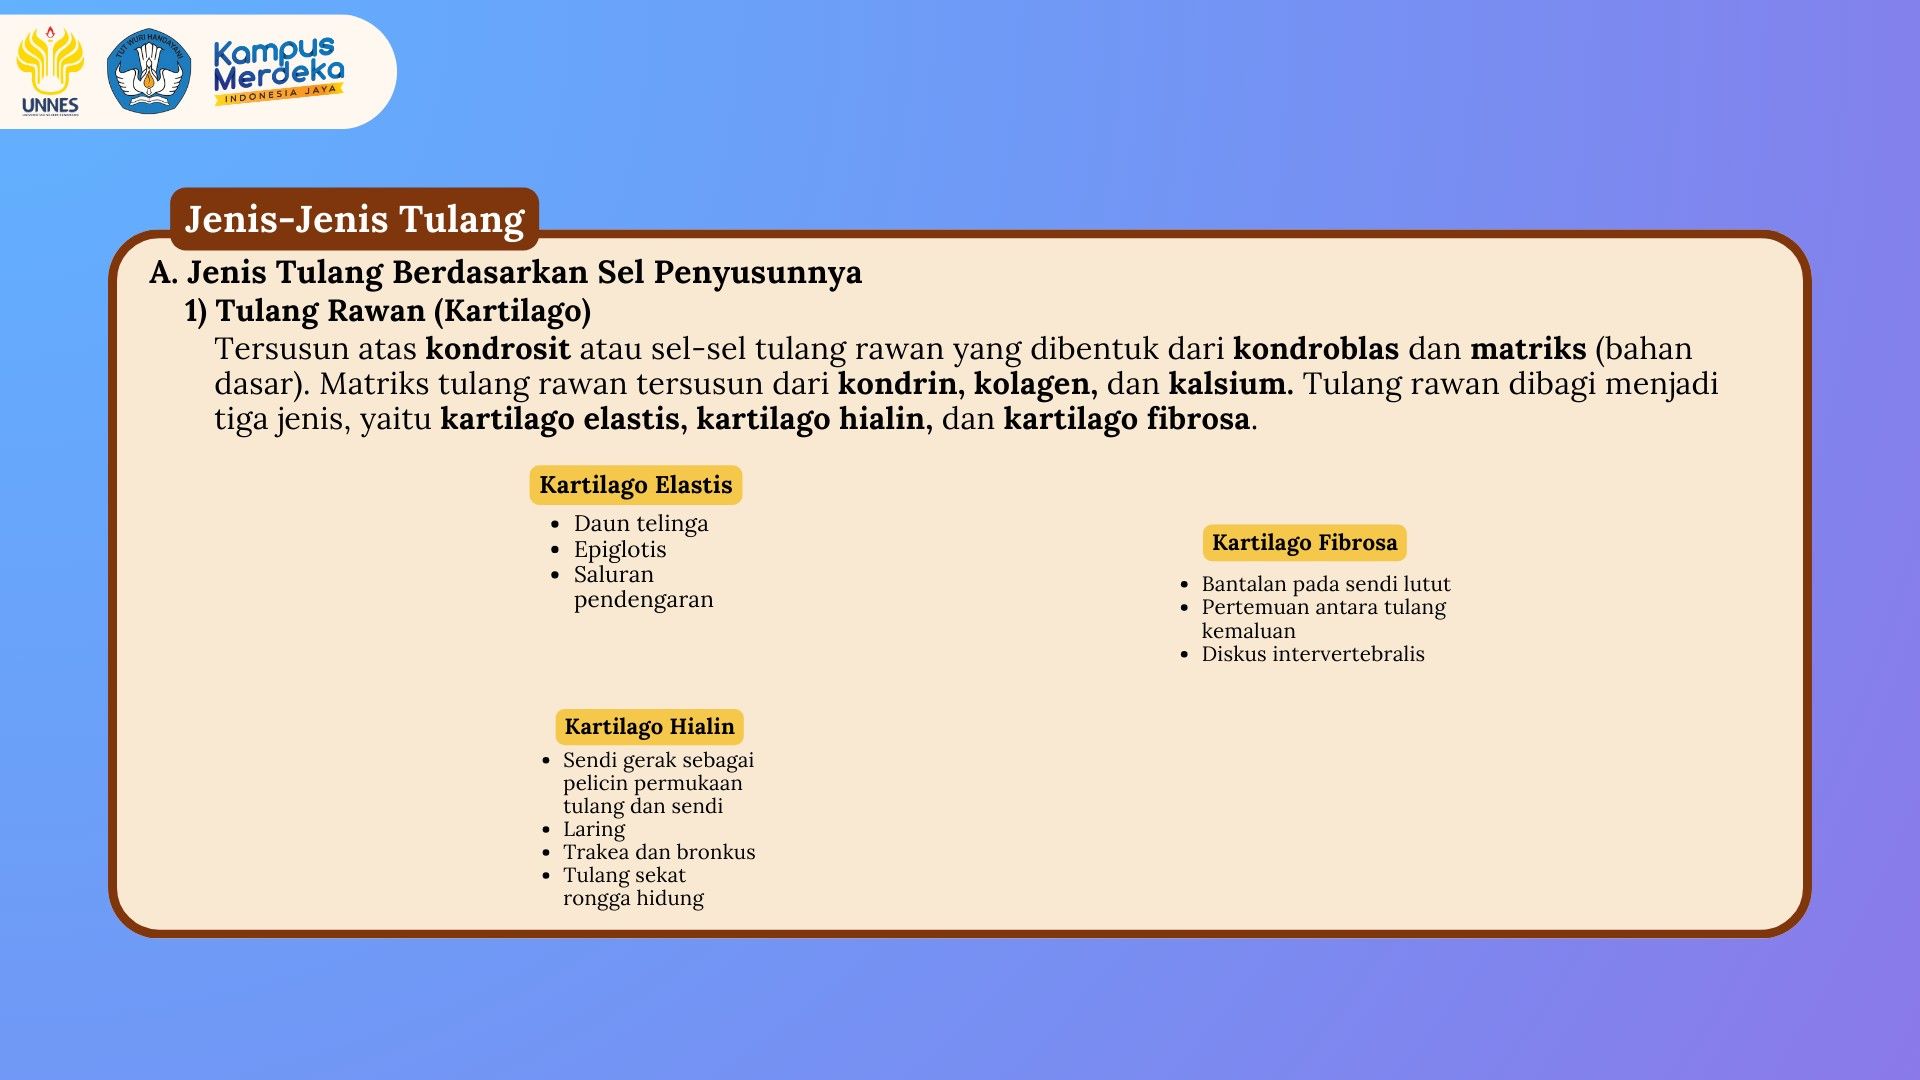 UNNES
TUT WURI HANDAYANI
Kampus
Merdeka
INDONESIA JAYA
Jenis-Jenis Tulang
A. Jenis Tulang Berdasarkan Sel Penyusunnya
1) Tulang Rawan (Kartilago)
Tersusun atas kondrosit atau sel-sel tulang rawan yang dibentuk dari kondroblas dan matriks (bahan
dasar). Matriks tulang rawan tersusun dari kondrin, kolagen, dan kalsium. Tulang rawan dibagi menjadi
tiga jenis, yaitu kartilago elastis, kartilago hialin, dan kartilago fibrosa.
Kartilago Elastis
• Daun telinga
• Epiglotis
• Saluran
pendengaran
Kartilago Fibrosa
• Bantalan pada sendi lutut
• Pertemuan antara tulang
kemaluan
• Diskus intervertebralis
Kartilago Hialin
• Sendi gerak sebagai
pelicin permukaan
tulang dan sendi
• Laring
• Trakea dan bronkus
• Tulang sekat
rongga hidung